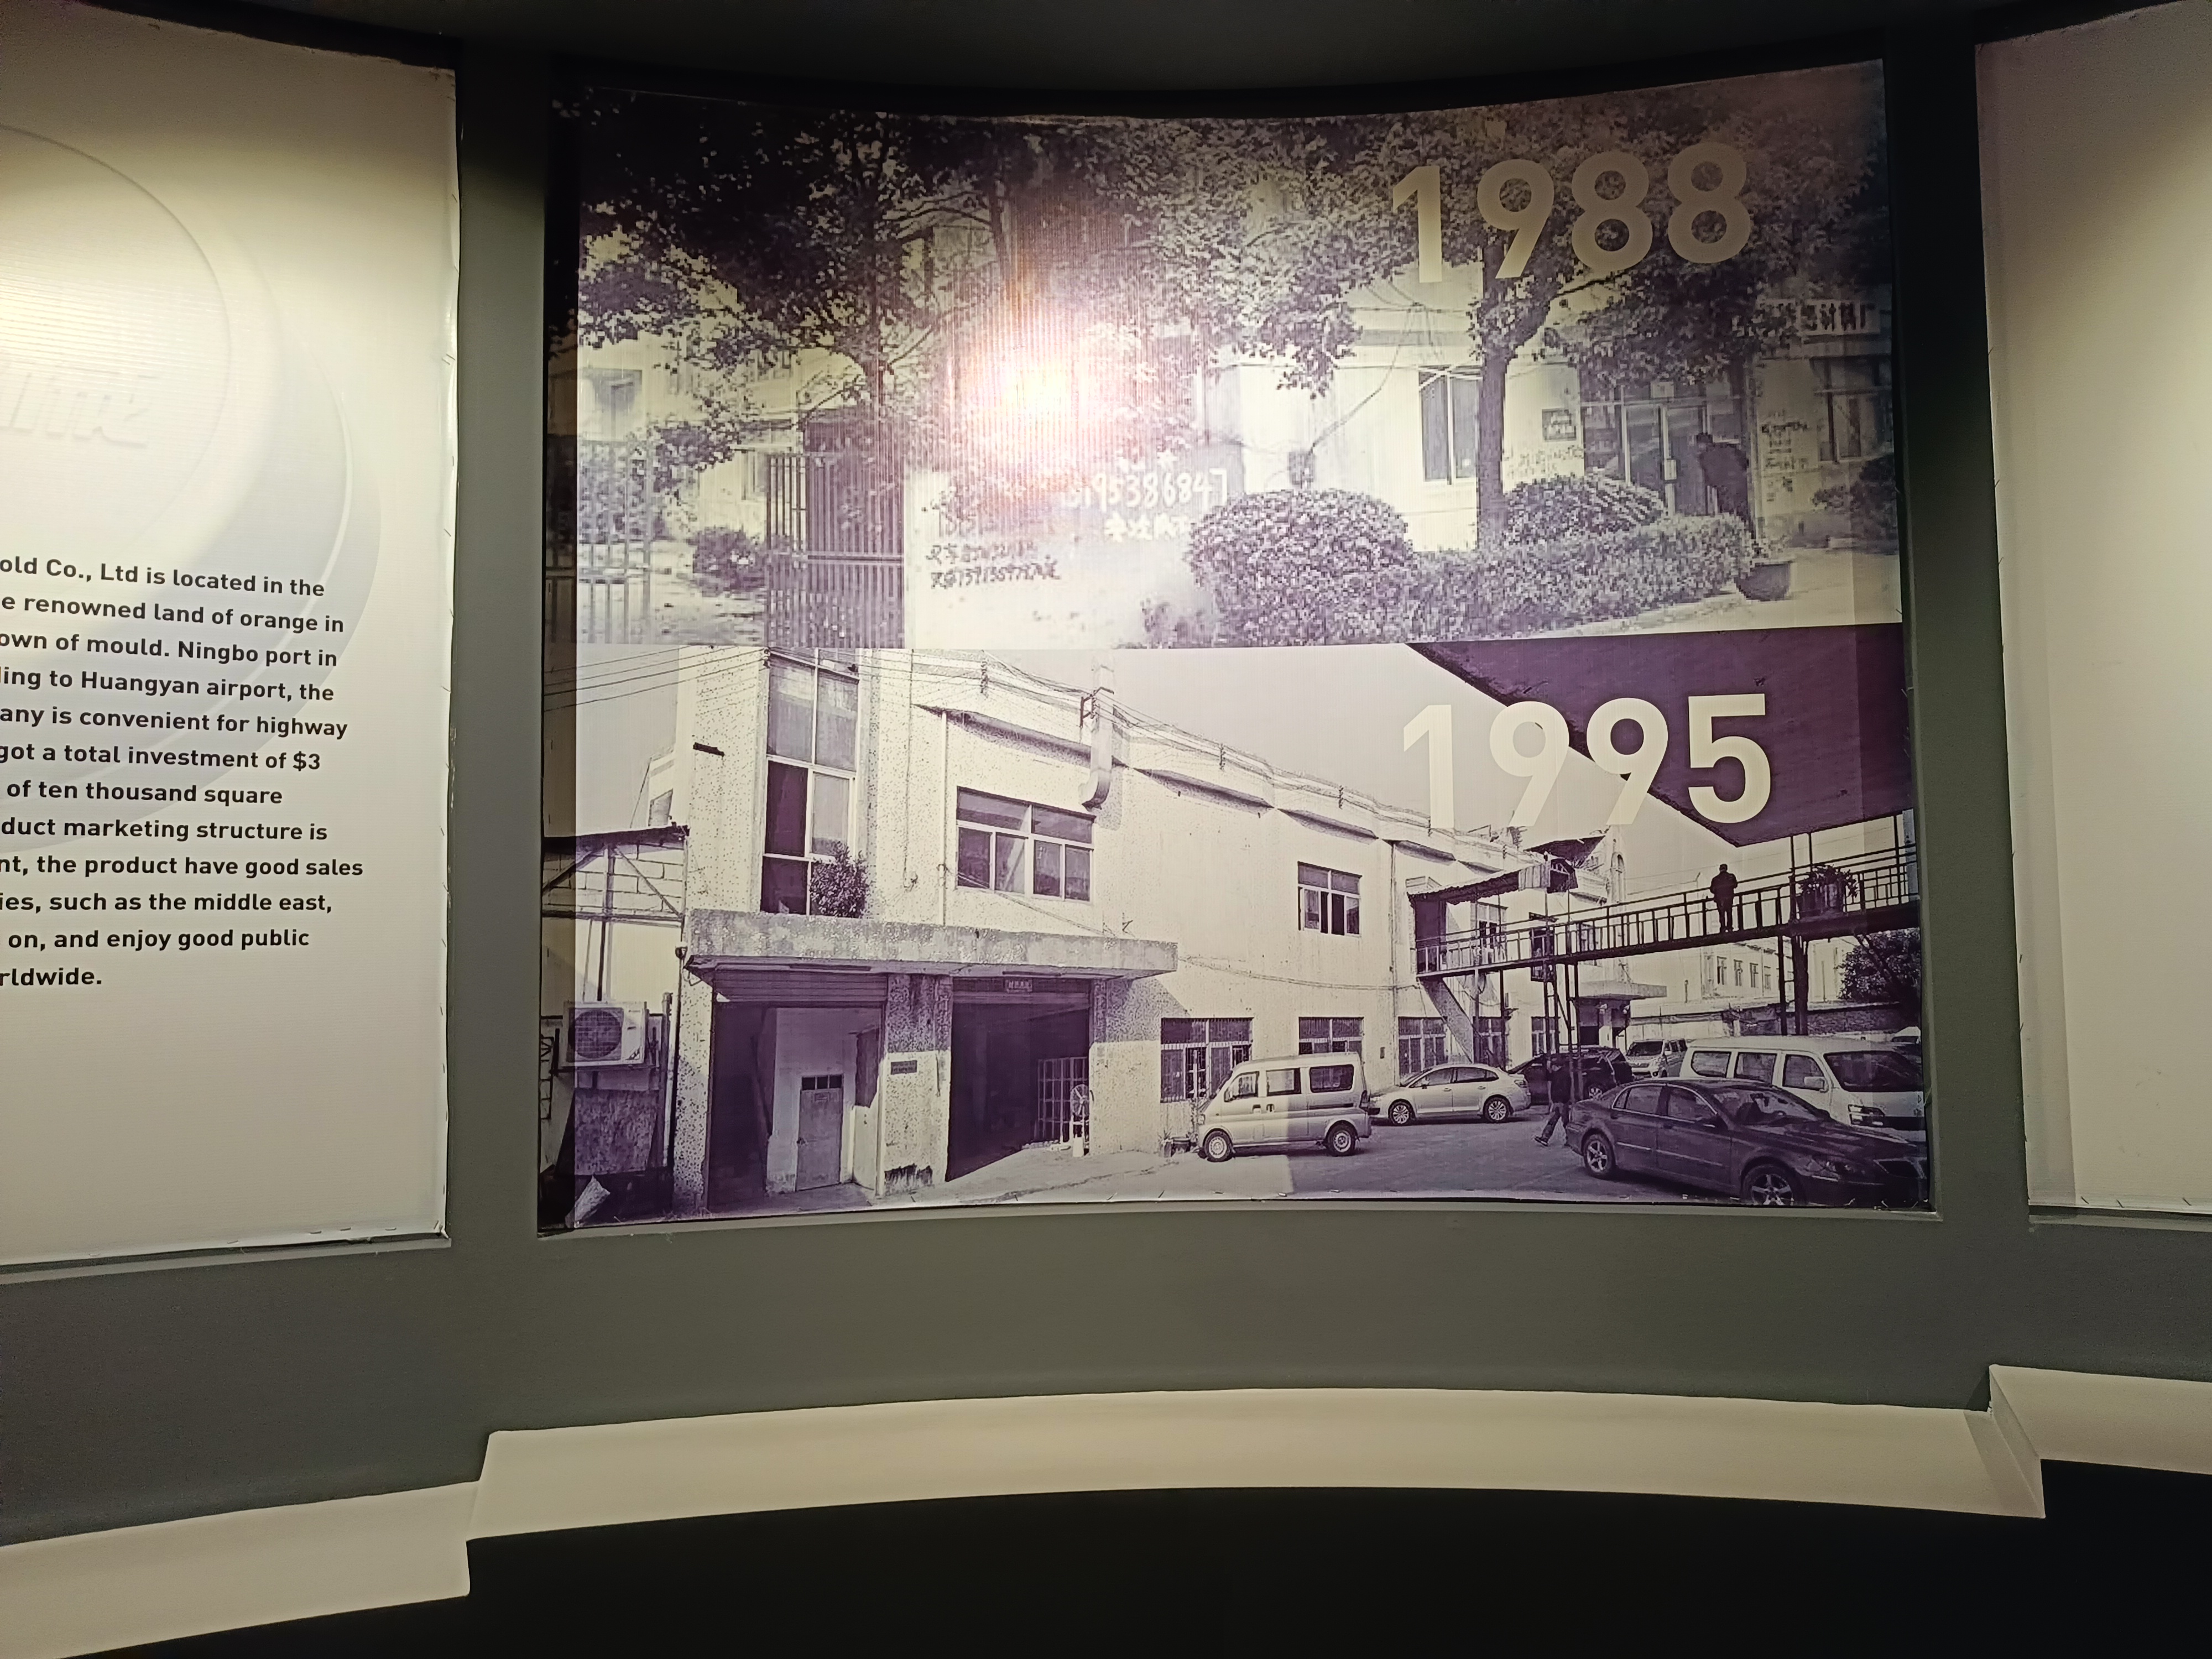 old Co., Ltd is located in the
e renowned land of orange in
own of mould. Ningbo port in
ing to Huangyan airport, the
any is convenient for highway
got a total investment of $3
of ten thousand square
duct marketing structure is
nt, the product have good sales
ies, such as the middle east,
on, and enjoy good public
rldwide.
1988
195386847
1995